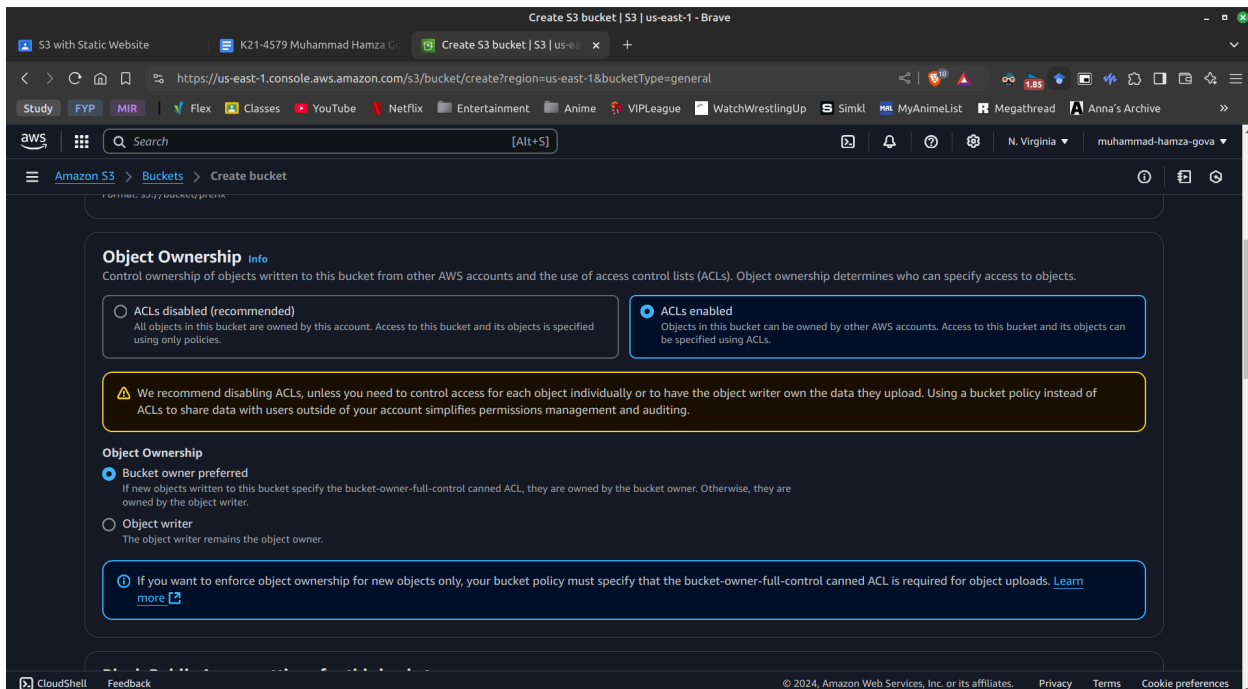 Create S3 bucket | S3 | us-east-1 - Brave
S3 with Static Website
K21-4579 Muhammad Hamza Go
Create S3 bucket | S3 | us-ea
https://us-east-1.console.aws.amazon.com/s3/bucket/create?region=us-east-1&bucketType=general
10
1.85
Study FYP MIR Flex Classes YouTube Netflix Entertainment Anime VIPLeague WatchWrestlingUp Simkl MyAnimeList Megathread Anna's Archive »
aws Search [Alt+S] N. Virginia ▼ muhammad-hamza-gova ▼
Amazon S3 > Buckets > Create bucket
Format: s3://bucket/prefix
Object Ownership Info
Control ownership of objects written to this bucket from other AWS accounts and the use of access control lists (ACLs). Object ownership determines who can specify access to objects.
ACLs disabled (recommended)
All objects in this bucket are owned by this account. Access to this bucket and its objects is specified
using only policies.
ACLs enabled
Objects in this bucket can be owned by other AWS accounts. Access to this bucket and its objects can
be specified using ACLs.
We recommend disabling ACLs, unless you need to control access for each object individually or to have the object writer own the data they upload. Using a bucket policy instead of
ACLs to share data with users outside of your account simplifies permissions management and auditing.
Object Ownership
Bucket owner preferred
If new objects written to this bucket specify the bucket-owner-full-control canned ACL, they are owned by the bucket owner. Otherwise, they are
owned by the object writer.
Object writer
The object writer remains the object owner.
If you want to enforce object ownership for new objects only, your bucket policy must specify that the bucket-owner-full-control canned ACL is required for object uploads. Learn
more
CloudShell Feedback © 2024, Amazon Web Services, Inc. or its affiliates. Privacy Terms Cookie preferences